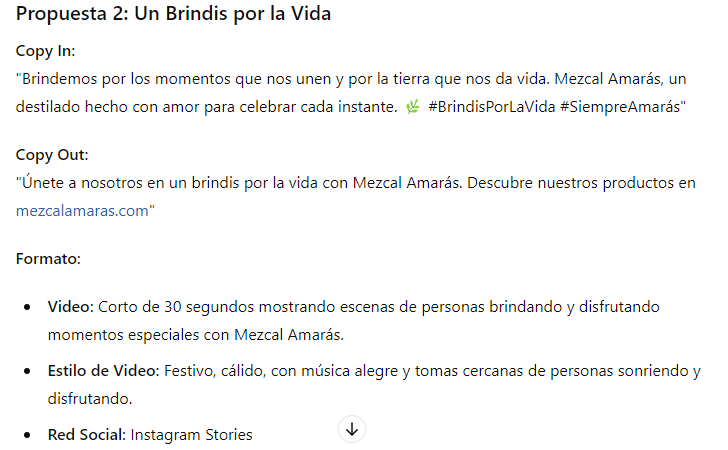 Propuesta 2: Un Brindis por la Vida
Copy In:
"Brindemos por los momentos que nos unen y por la tierra que nos da vida. Mezcal Amarás, un
destilado hecho con amor para celebrar cada instante. 🌿 #BrindisPorLaVida #SiempreAmarás"
Copy Out:
"Únete a nosotros en un brindis por la vida con Mezcal Amarás. Descubre nuestros productos en
mezcalamaras.com"
Formato:
• Video: Corto de 30 segundos mostrando escenas de personas brindando y disfrutando
momentos especiales con Mezcal Amarás.
• Estilo de Video: Festivo, cálido, con música alegre y tomas cercanas de personas sonriendo y
disfrutando.
• Red Social: Instagram Stories